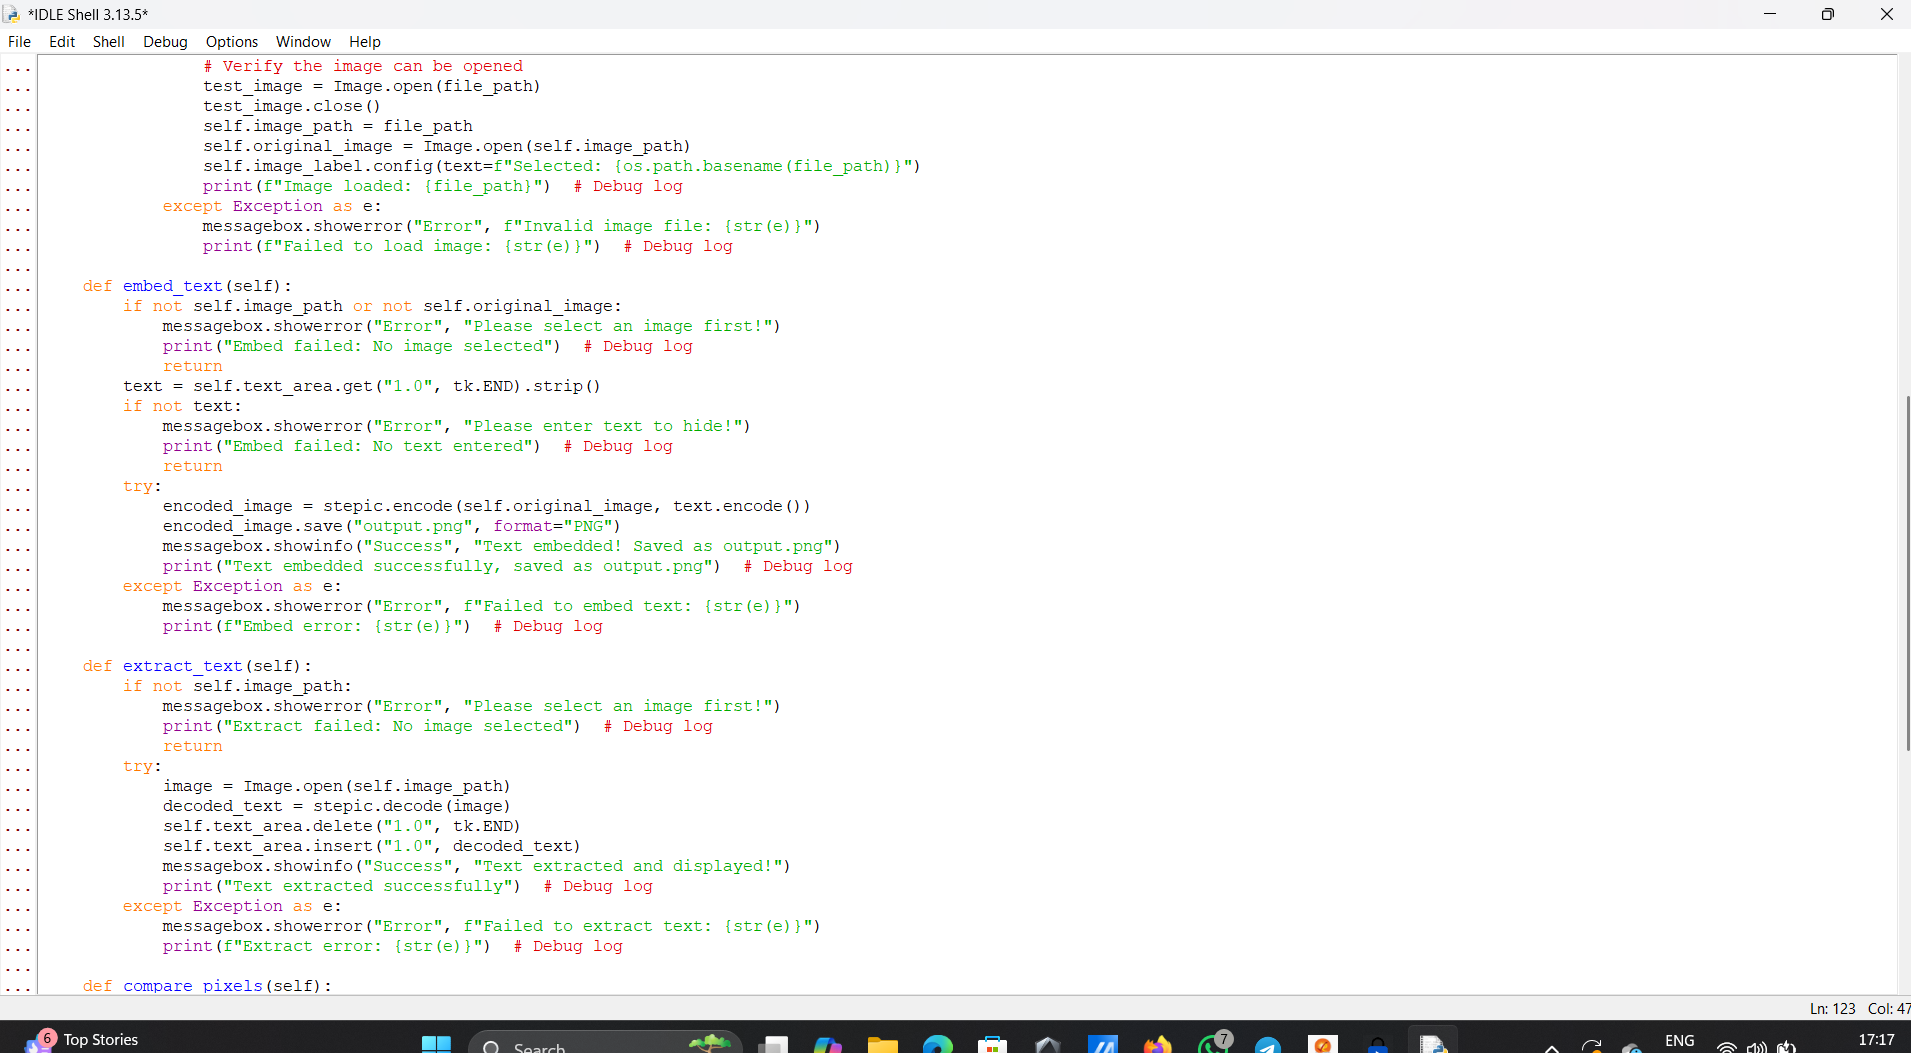 *IDLE Shell 3.13.5*
File Edit Shell Debug Options Window Help
...                 # Verify the image can be opened
...                 test_image = Image.open(file_path)
...                 test_image.close()
...                 self.image_path = file_path
...                 self.original_image = Image.open(self.image_path)
...                 self.image_label.config(text=f"Selected: {os.path.basename(file_path)}")
...                 print(f"Image loaded: {file_path}")  # Debug log
...             except Exception as e:
...                 messagebox.showerror("Error", f"Invalid image file: {str(e)}")
...                 print(f"Failed to load image: {str(e)}")  # Debug log
...
...     def embed_text(self):
...         if not self.image_path or not self.original_image:
...             messagebox.showerror("Error", "Please select an image first!")
...             print("Embed failed: No image selected")  # Debug log
...             return
...         text = self.text_area.get("1.0", tk.END).strip()
...         if not text:
...             messagebox.showerror("Error", "Please enter text to hide!")
...             print("Embed failed: No text entered")  # Debug log
...             return
...         try:
...             encoded_image = stepic.encode(self.original_image, text.encode())
...             encoded_image.save("output.png", format="PNG")
...             messagebox.showinfo("Success", "Text embedded! Saved as output.png")
...             print("Text embedded successfully, saved as output.png")  # Debug log
...         except Exception as e:
...             messagebox.showerror("Error", f"Failed to embed text: {str(e)}")
...             print(f"Embed error: {str(e)}")  # Debug log
...
...     def extract_text(self):
...         if not self.image_path:
...             messagebox.showerror("Error", "Please select an image first!")
...             print("Extract failed: No image selected")  # Debug log
...             return
...         try:
...             image = Image.open(self.image_path)
...             decoded_text = stepic.decode(image)
...             self.text_area.delete("1.0", tk.END)
...             self.text_area.insert("1.0", decoded_text)
...             messagebox.showinfo("Success", "Text extracted and displayed!")
...             print("Text extracted successfully")  # Debug log
...         except Exception as e:
...             messagebox.showerror("Error", f"Failed to extract text: {str(e)}")
...             print(f"Extract error: {str(e)}")  # Debug log
...
...     def compare_pixels(self):
Ln: 123 Col: 47
6 Top Stories
Search
7
ENG
17:17